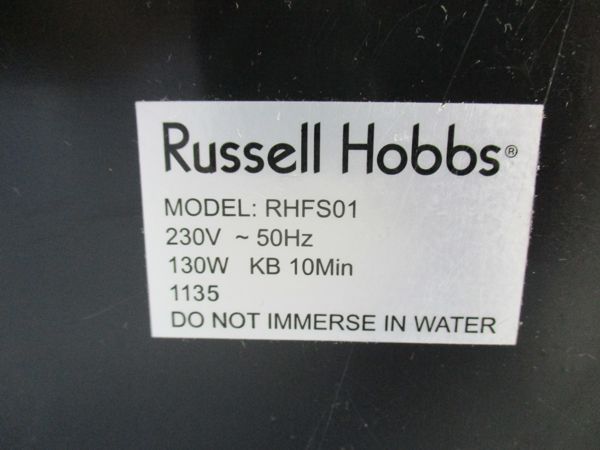 Russell Hobbs®
MODEL: RHFS01
230V ~ 50Hz
130W KB 10Min
1135
DO NOT IMMERSE IN WATER